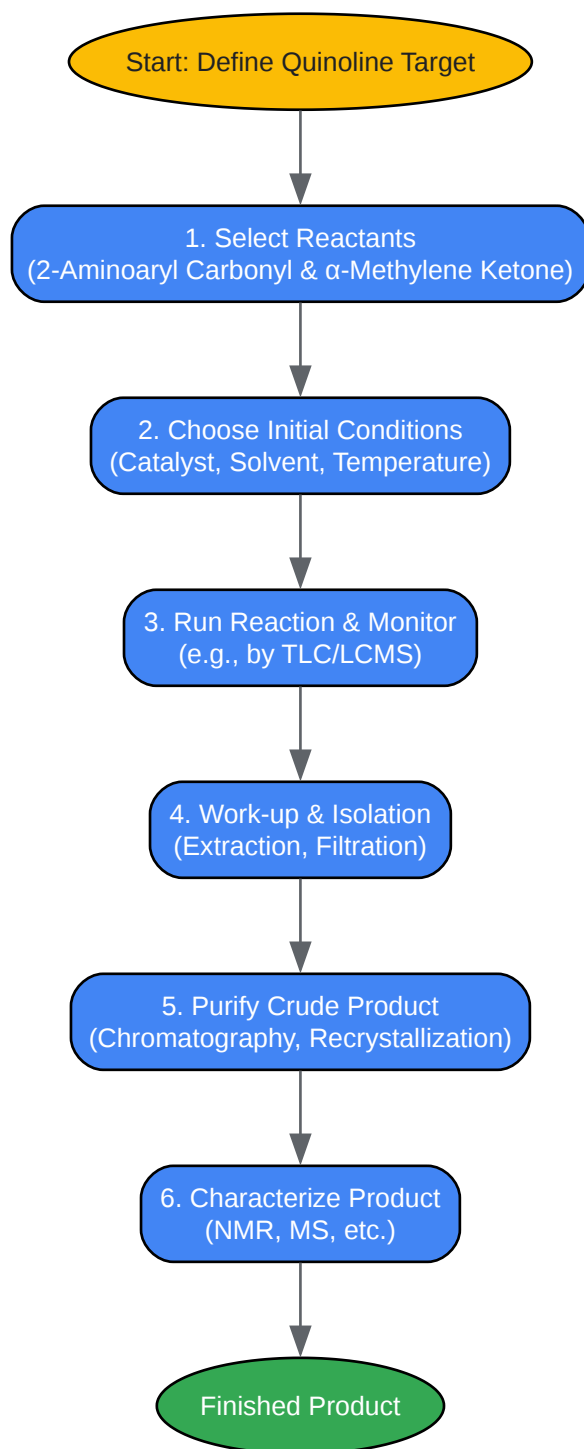 Start: Define Quinoline Target
1. Select Reactants
(2-Aminoaryl Carbonyl & α-Methylene Ketone)
2. Choose Initial Conditions
(Catalyst, Solvent, Temperature)
3. Run Reaction & Monitor
(e.g., by TLC/LCMS)
4. Work-up & Isolation
(Extraction, Filtration)
5. Purify Crude Product
(Chromatography, Recrystallization)
6. Characterize Product
(NMR, MS, etc.)
Finished Product